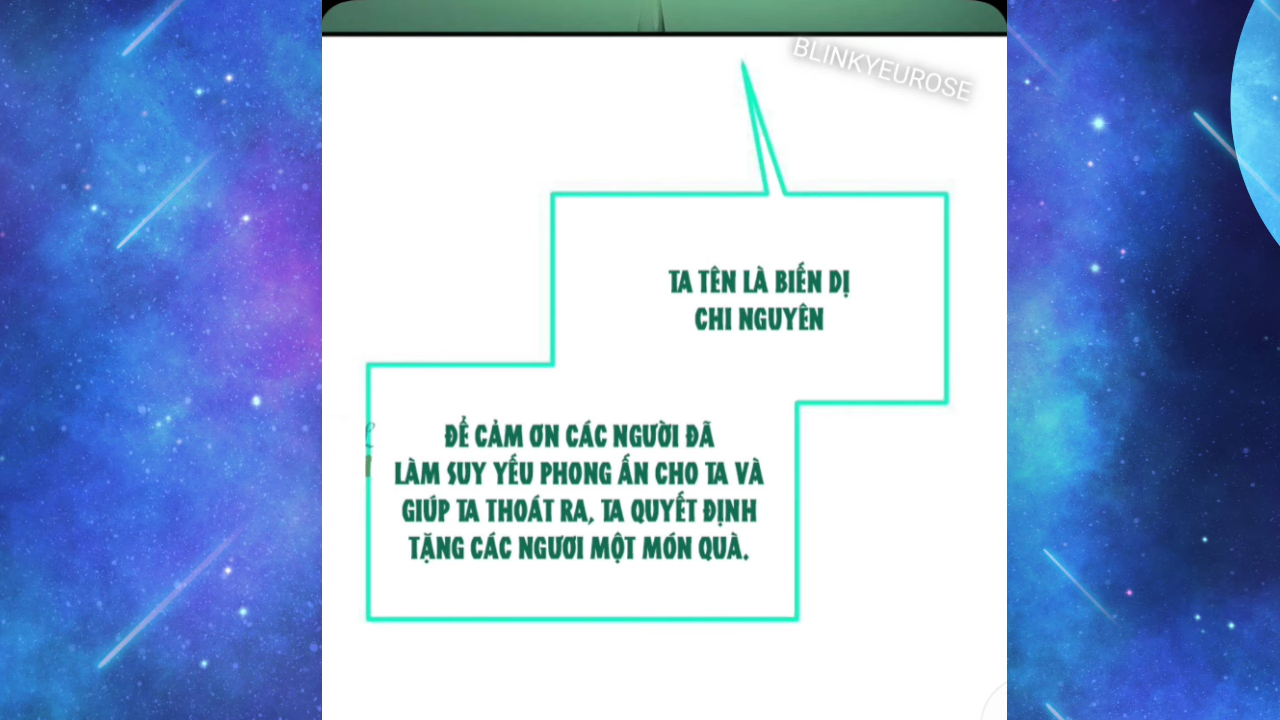 BLINKYEUROSE
TA TÊN LÀ BIẾN DỊ
CHI NGUYÊN
ĐỂ CẢM ƠN CÁC NGƯỜI ĐÃ
LÀM SUY YẾU PHONG ẤN CHO TA VÀ
GIÚP TA THOÁT RA, TA QUYẾT ĐỊNH
TẶNG CÁC NGƯƠI MỘT MÓN QUÀ.